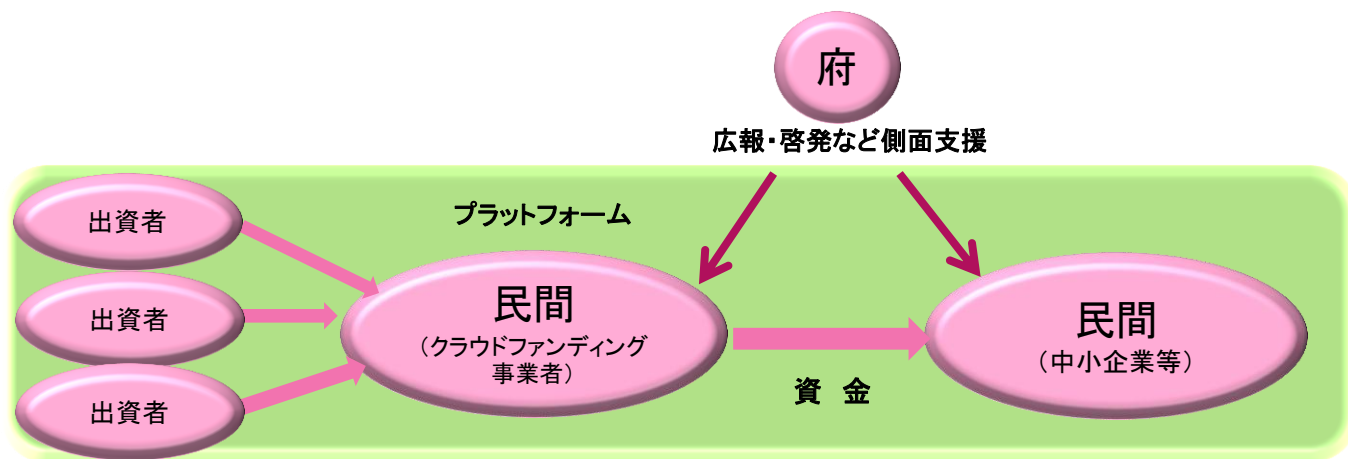 府
広報・啓発など側面支援
プラットフォーム
出資者
出資者
出資者
民間
（クラウドファンディング
事業者）
資　金
民間
（中小企業等）